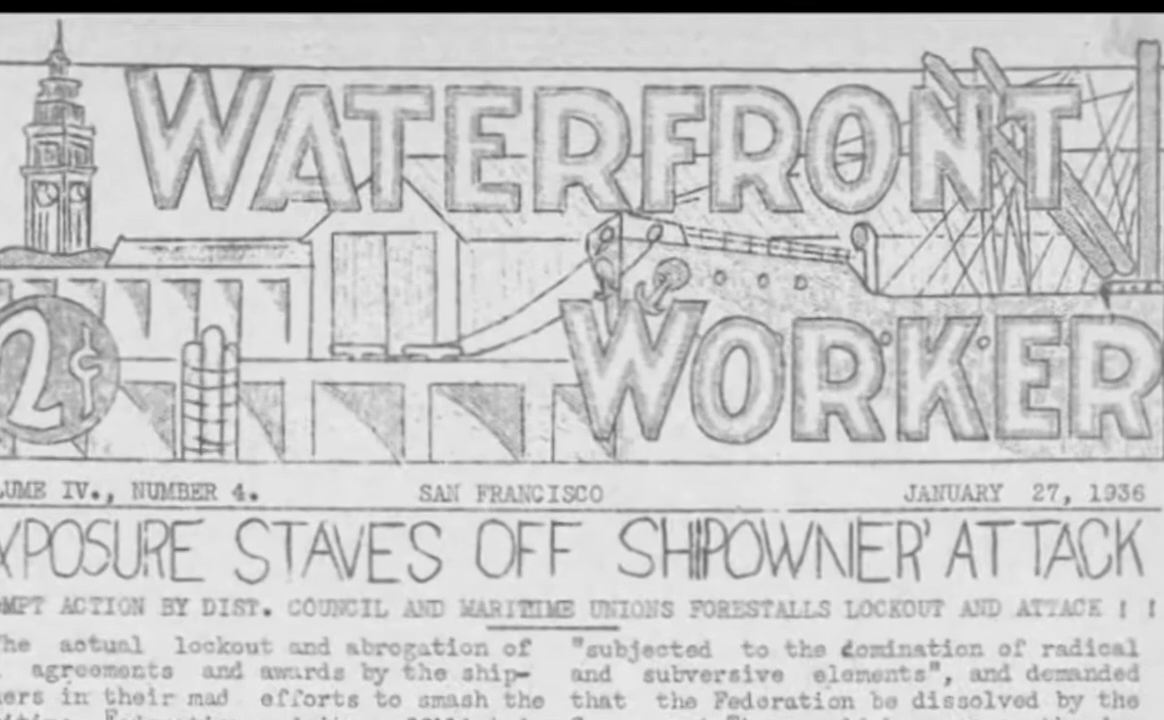 WATERFRONT
WORKER
2¢
LUME IV., NUMBER 4. SAN FRANCISCO JANUARY 27, 1936
XPOSURE STAVES OFF SHIPOWNER' ATTACK
OMPT ACTION BY DIST. COUNCIL AND MARITIME UNIONS FORESTALLS LOCKOUT AND ATTACK ! !
The actual lockout and abrogation of
agreements and awards by the ship-
ners in their mad efforts to smash the
"subjected to the domination of radical
and subversive elements", and demanded
that the Federation be dissolved by the